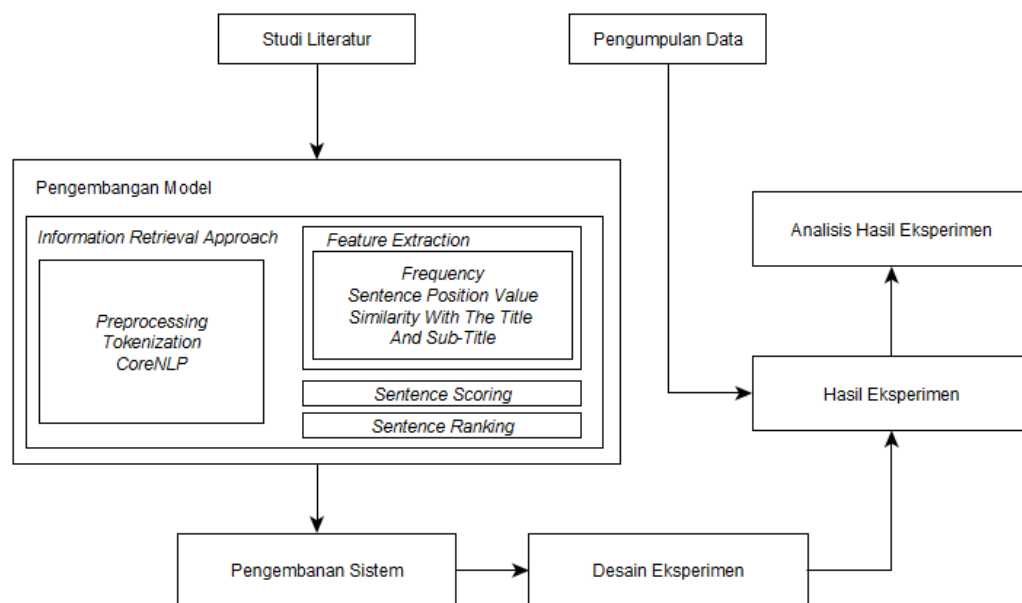 Studi Literatur
Pengumpulan Data
Pengembangan Model
Information Retrieval Approach
Preprocessing
Tokenization
CoreNLP
Feature Extraction
Frequency
Sentence Position Value
Similarity With The Title
And Sub-Title
Sentence Scoring
Sentence Ranking
Analisis Hasil Eksperimen
Hasil Eksperimen
Pengembanan Sistem
Desain Eksperimen